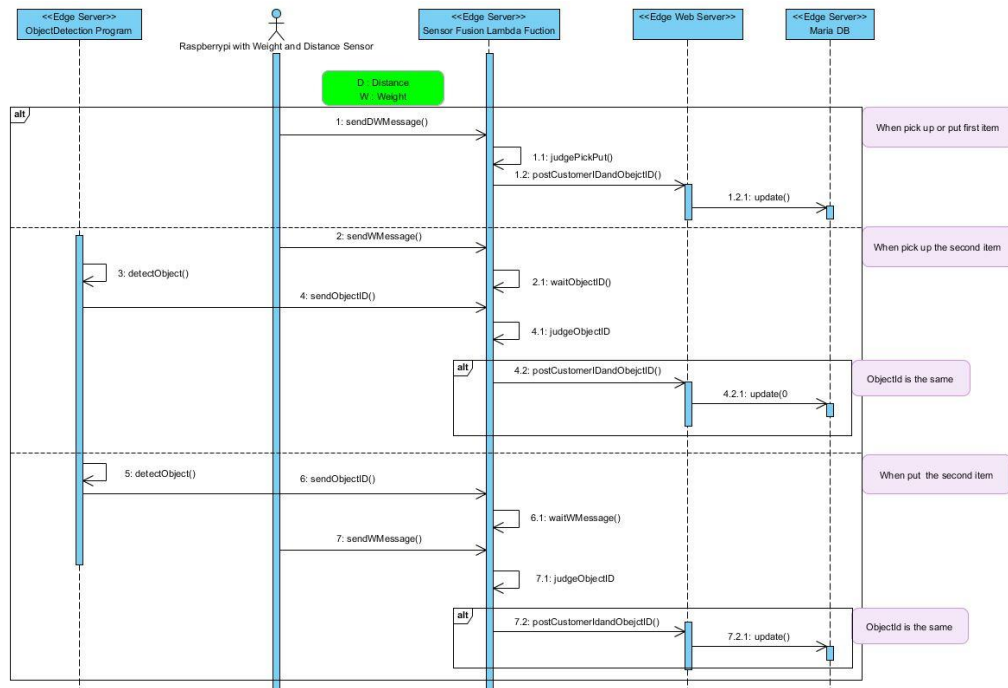 <<Edge Server>>
ObjectDetection Program
Raspberrypi with Weight and Distance Sensor
<<Edge Server>>
Sensor Fusion Lambda Fuction
<<Edge Web Server>>
<<Edge Server>>
Maria DB
D : Distance
W : Weight
alt
When pick up or put first item
1: sendDWMessage()
1.1: judgePickPut()
1.2: postCustomerIDandObejctID()
1.2.1: update()
2: sendWMessage()
When pick up the second item
3: detectObject()
2.1: waitObjectID()
4: sendObjectID()
4.1: judgeObjectID
alt
4.2: postCustomerIDandObejctID()
ObjectId is the same
4.2.1: update(0
5: detectObject()
6: sendObjectID()
When put  the second item
6.1: waitWMessage()
7: sendWMessage()
7.1: judgeObjectID
alt
7.2: postCustomerIdandObejctID()
ObjectId is the same
7.2.1: update()